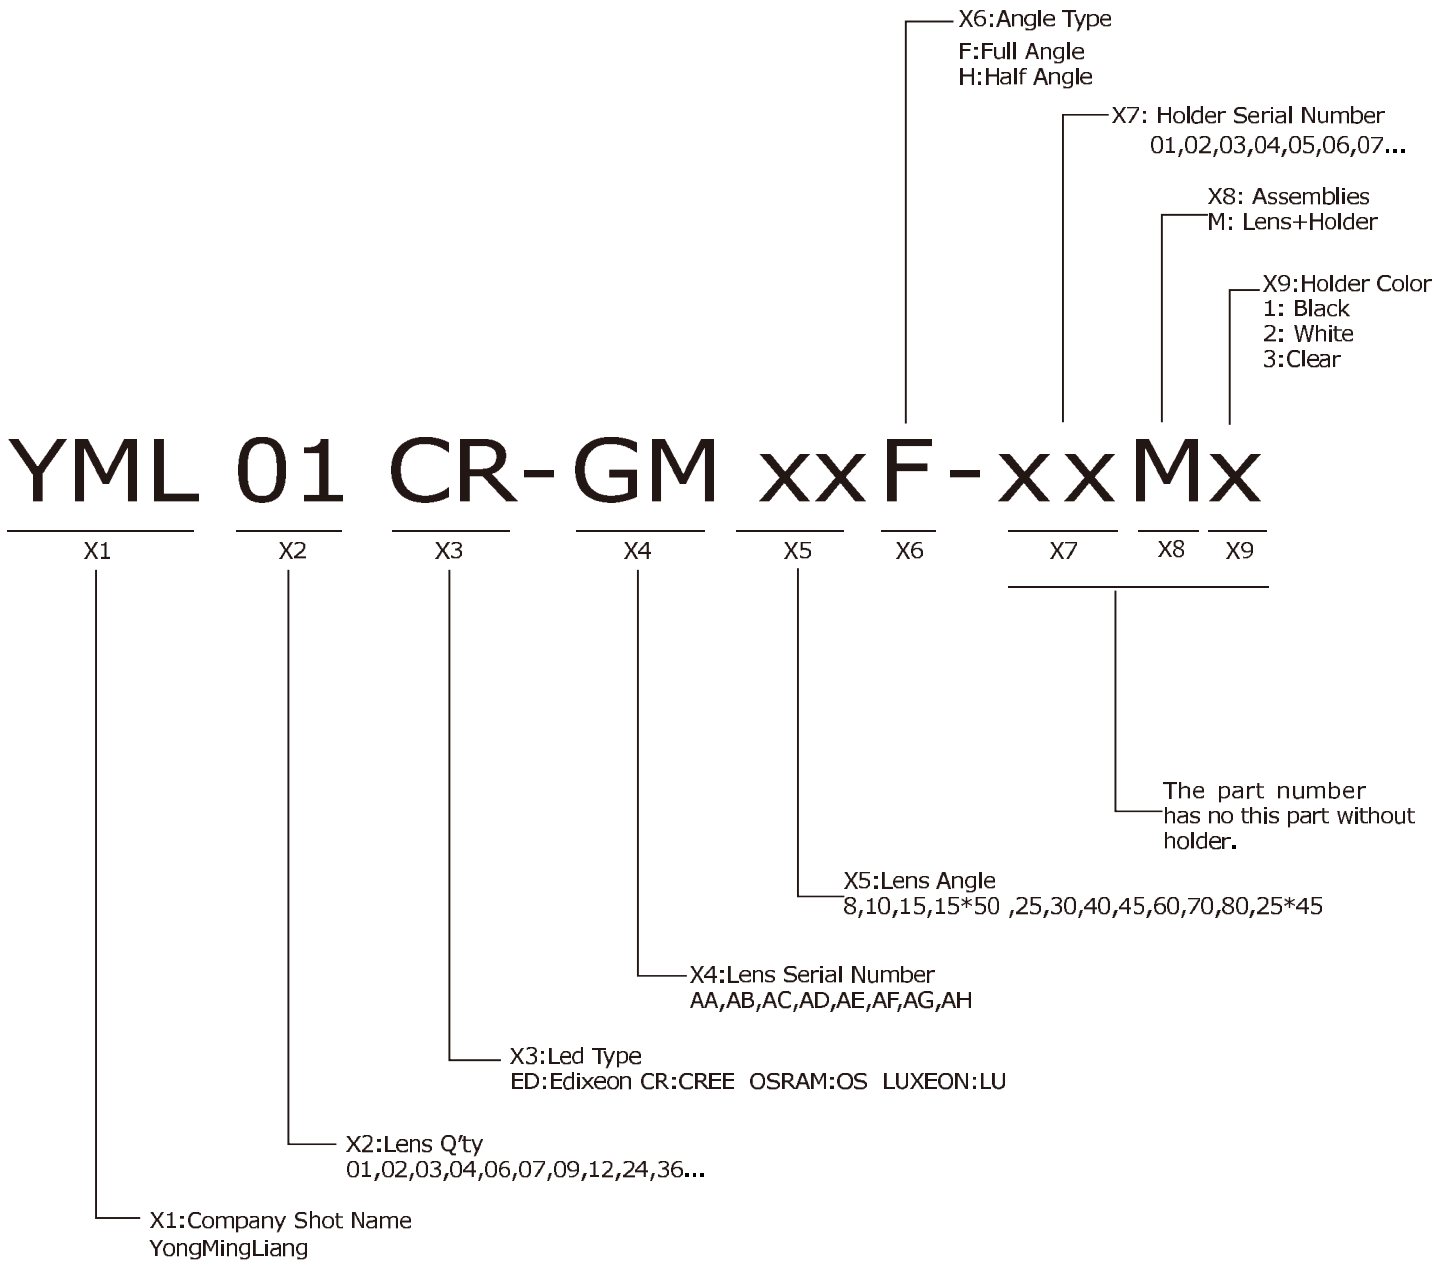 X6:Angle Type
F:Full Angle
H:Half Angle
X7: Holder Serial Number
01,02,03,04,05,06,07...
X8: Assemblies
M: Lens+Holder
X9:Holder Color
1: Black
2: White
3:Clear
YML 01 CR-GM xxF-xxMx
X1 X2 X3 X4 X5 X6 X7 X8 X9
The part number
has no this part without
holder.
X5:Lens Angle
8,10,15,15*50 ,25,30,40,45,60,70,80,25*45
X4:Lens Serial Number
AA,AB,AC,AD,AE,AF,AG,AH
X3:Led Type
ED:Edixeon CR:CREE OSRAM:OS LUXEON:LU
X2:Lens Q'ty
01,02,03,04,06,07,09,12,24,36...
X1:Company Shot Name
YongMingLiang